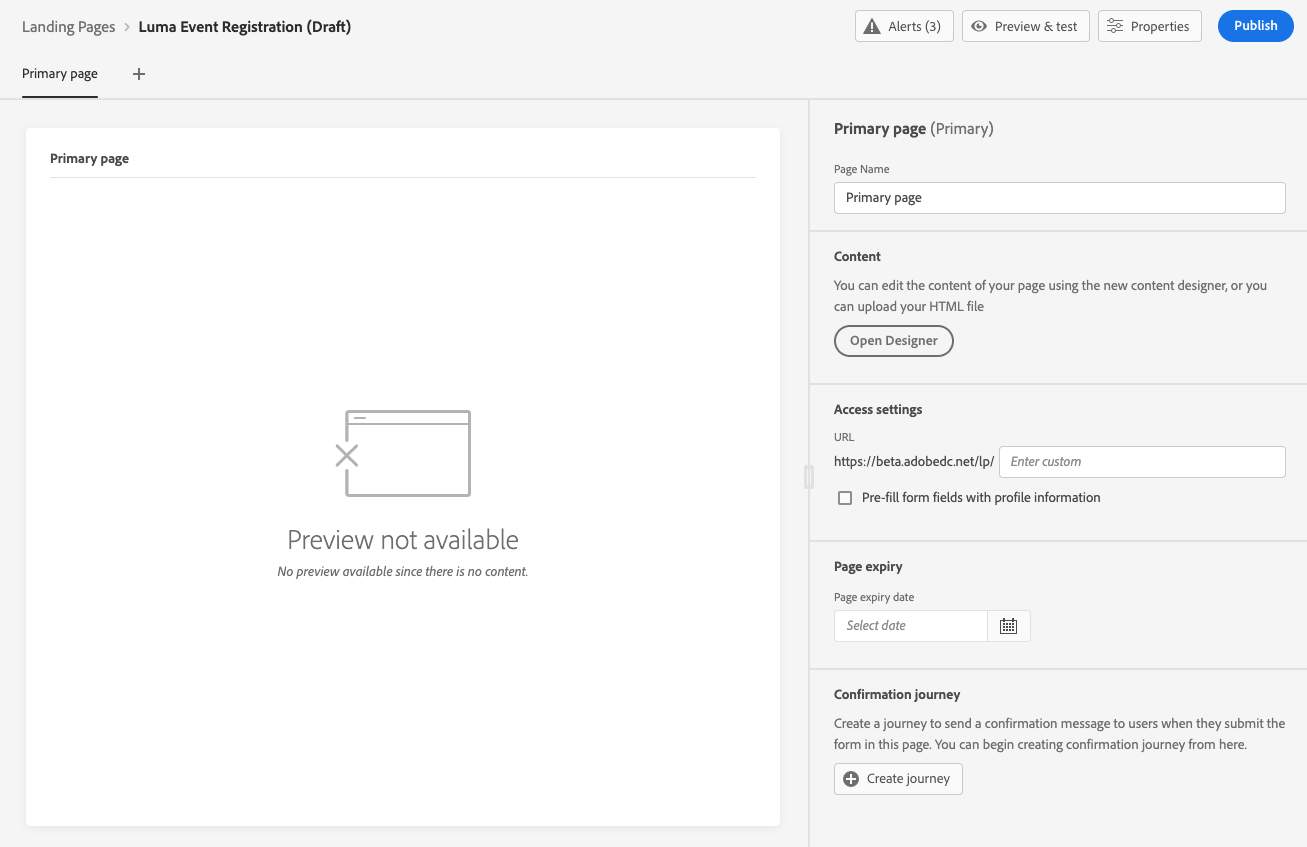 Landing Pages > Luma Event Registration (Draft)
Alerts (3)
Preview & test
Properties
Publish
Primary page
Primary page
Preview not available
No preview available since there is no content.
Primary page (Primary)
Page Name
Primary page
Content
You can edit the content of your page using the new content designer, or you
can upload your HTML file
Open Designer
Access settings
URL
https://beta.adobedc.net/lp/ Enter custom
Pre-fill form fields with profile information
Page expiry
Page expiry date
Select date
Confirmation journey
Create a journey to send a confirmation message to users when they submit the
form in this page. You can begin creating confirmation journey from here.
Create journey